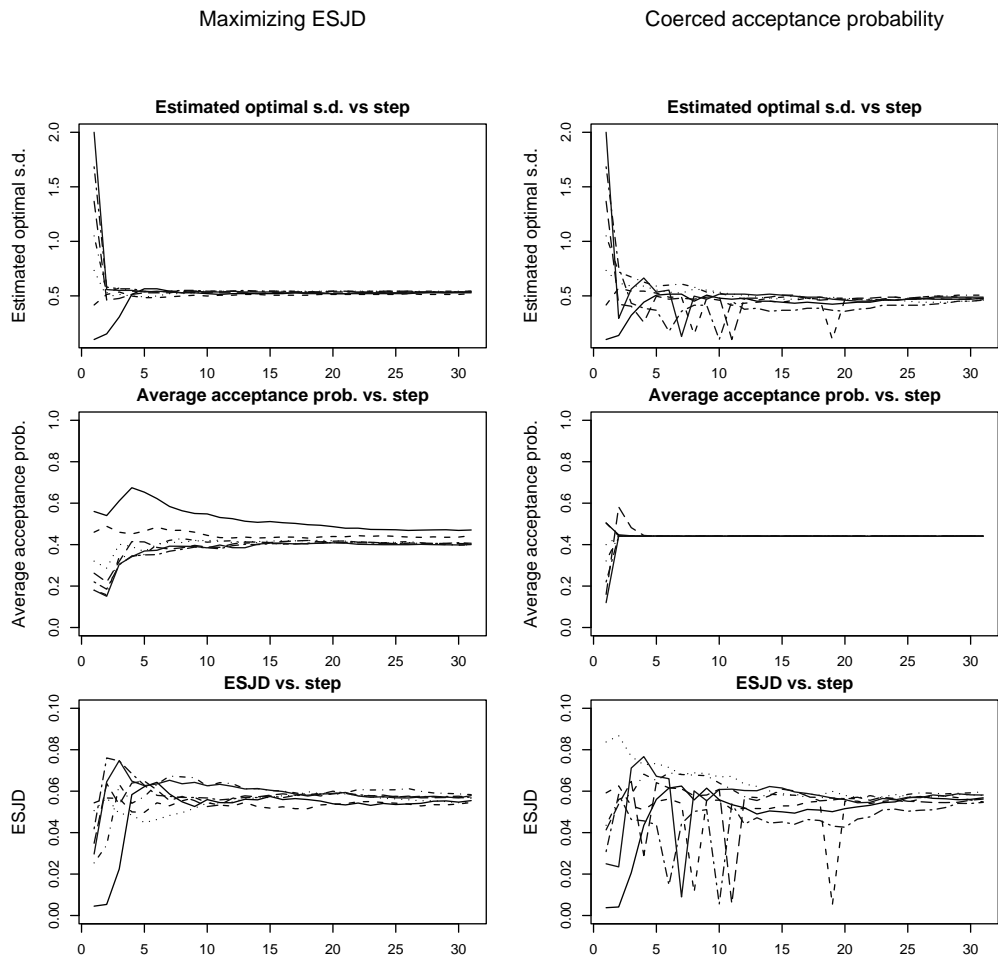 Maximizing ESJD
Coerced acceptance probability
Estimated optimal s.d. vs step
Estimated optimal s.d.
0.5 1.0 1.5 2.0
0 5 10 15 20 25 30
Estimated optimal s.d. vs step
Estimated optimal s.d.
0.5 1.0 1.5 2.0
0 5 10 15 20 25 30
Average acceptance prob. vs. step
Average acceptance prob.
0.0 0.2 0.4 0.6 0.8 1.0
0 5 10 15 20 25 30
Average acceptance prob. vs. step
Average acceptance prob.
0.0 0.2 0.4 0.6 0.8 1.0
0 5 10 15 20 25 30
ESJD vs. step
ESJD
0.00 0.02 0.04 0.06 0.08 0.10
0 5 10 15 20 25 30
ESJD vs. step
ESJD
0.00 0.02 0.04 0.06 0.08 0.10
0 5 10 15 20 25 30